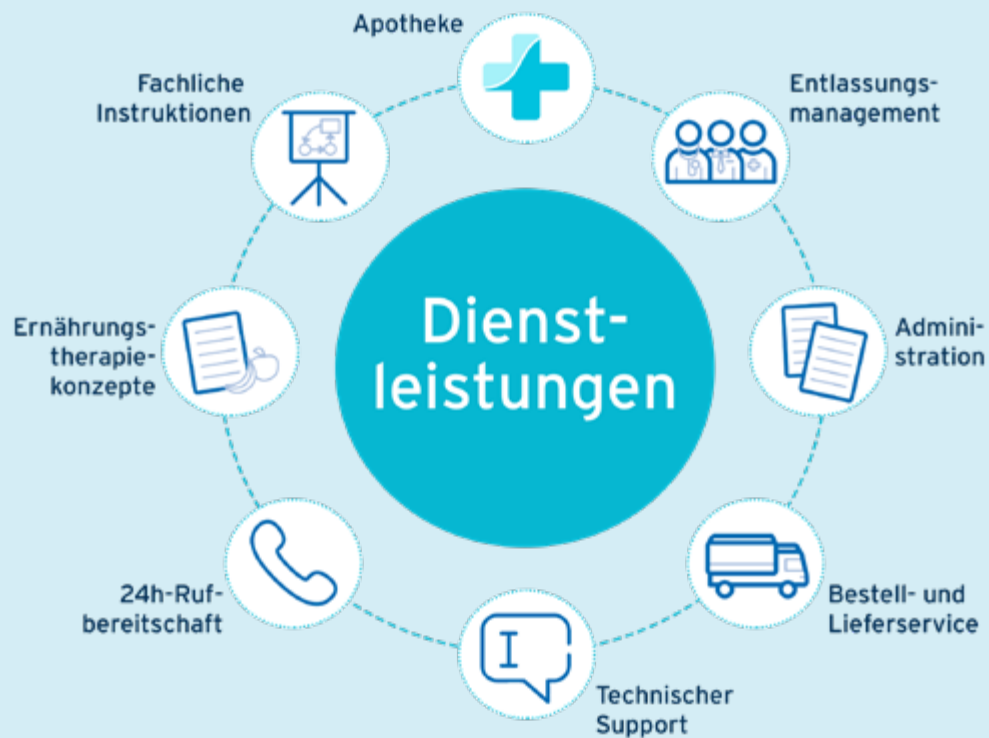 Apotheke
Entlassungs-
management
Admini-
stration
Bestell- und
Lieferservice
Technischer
Support
24h-Ruf-
bereitschaft
Ernährungs-
therapie-
konzepte
Fachliche
Instruktionen
Dienst-
leistungen
I